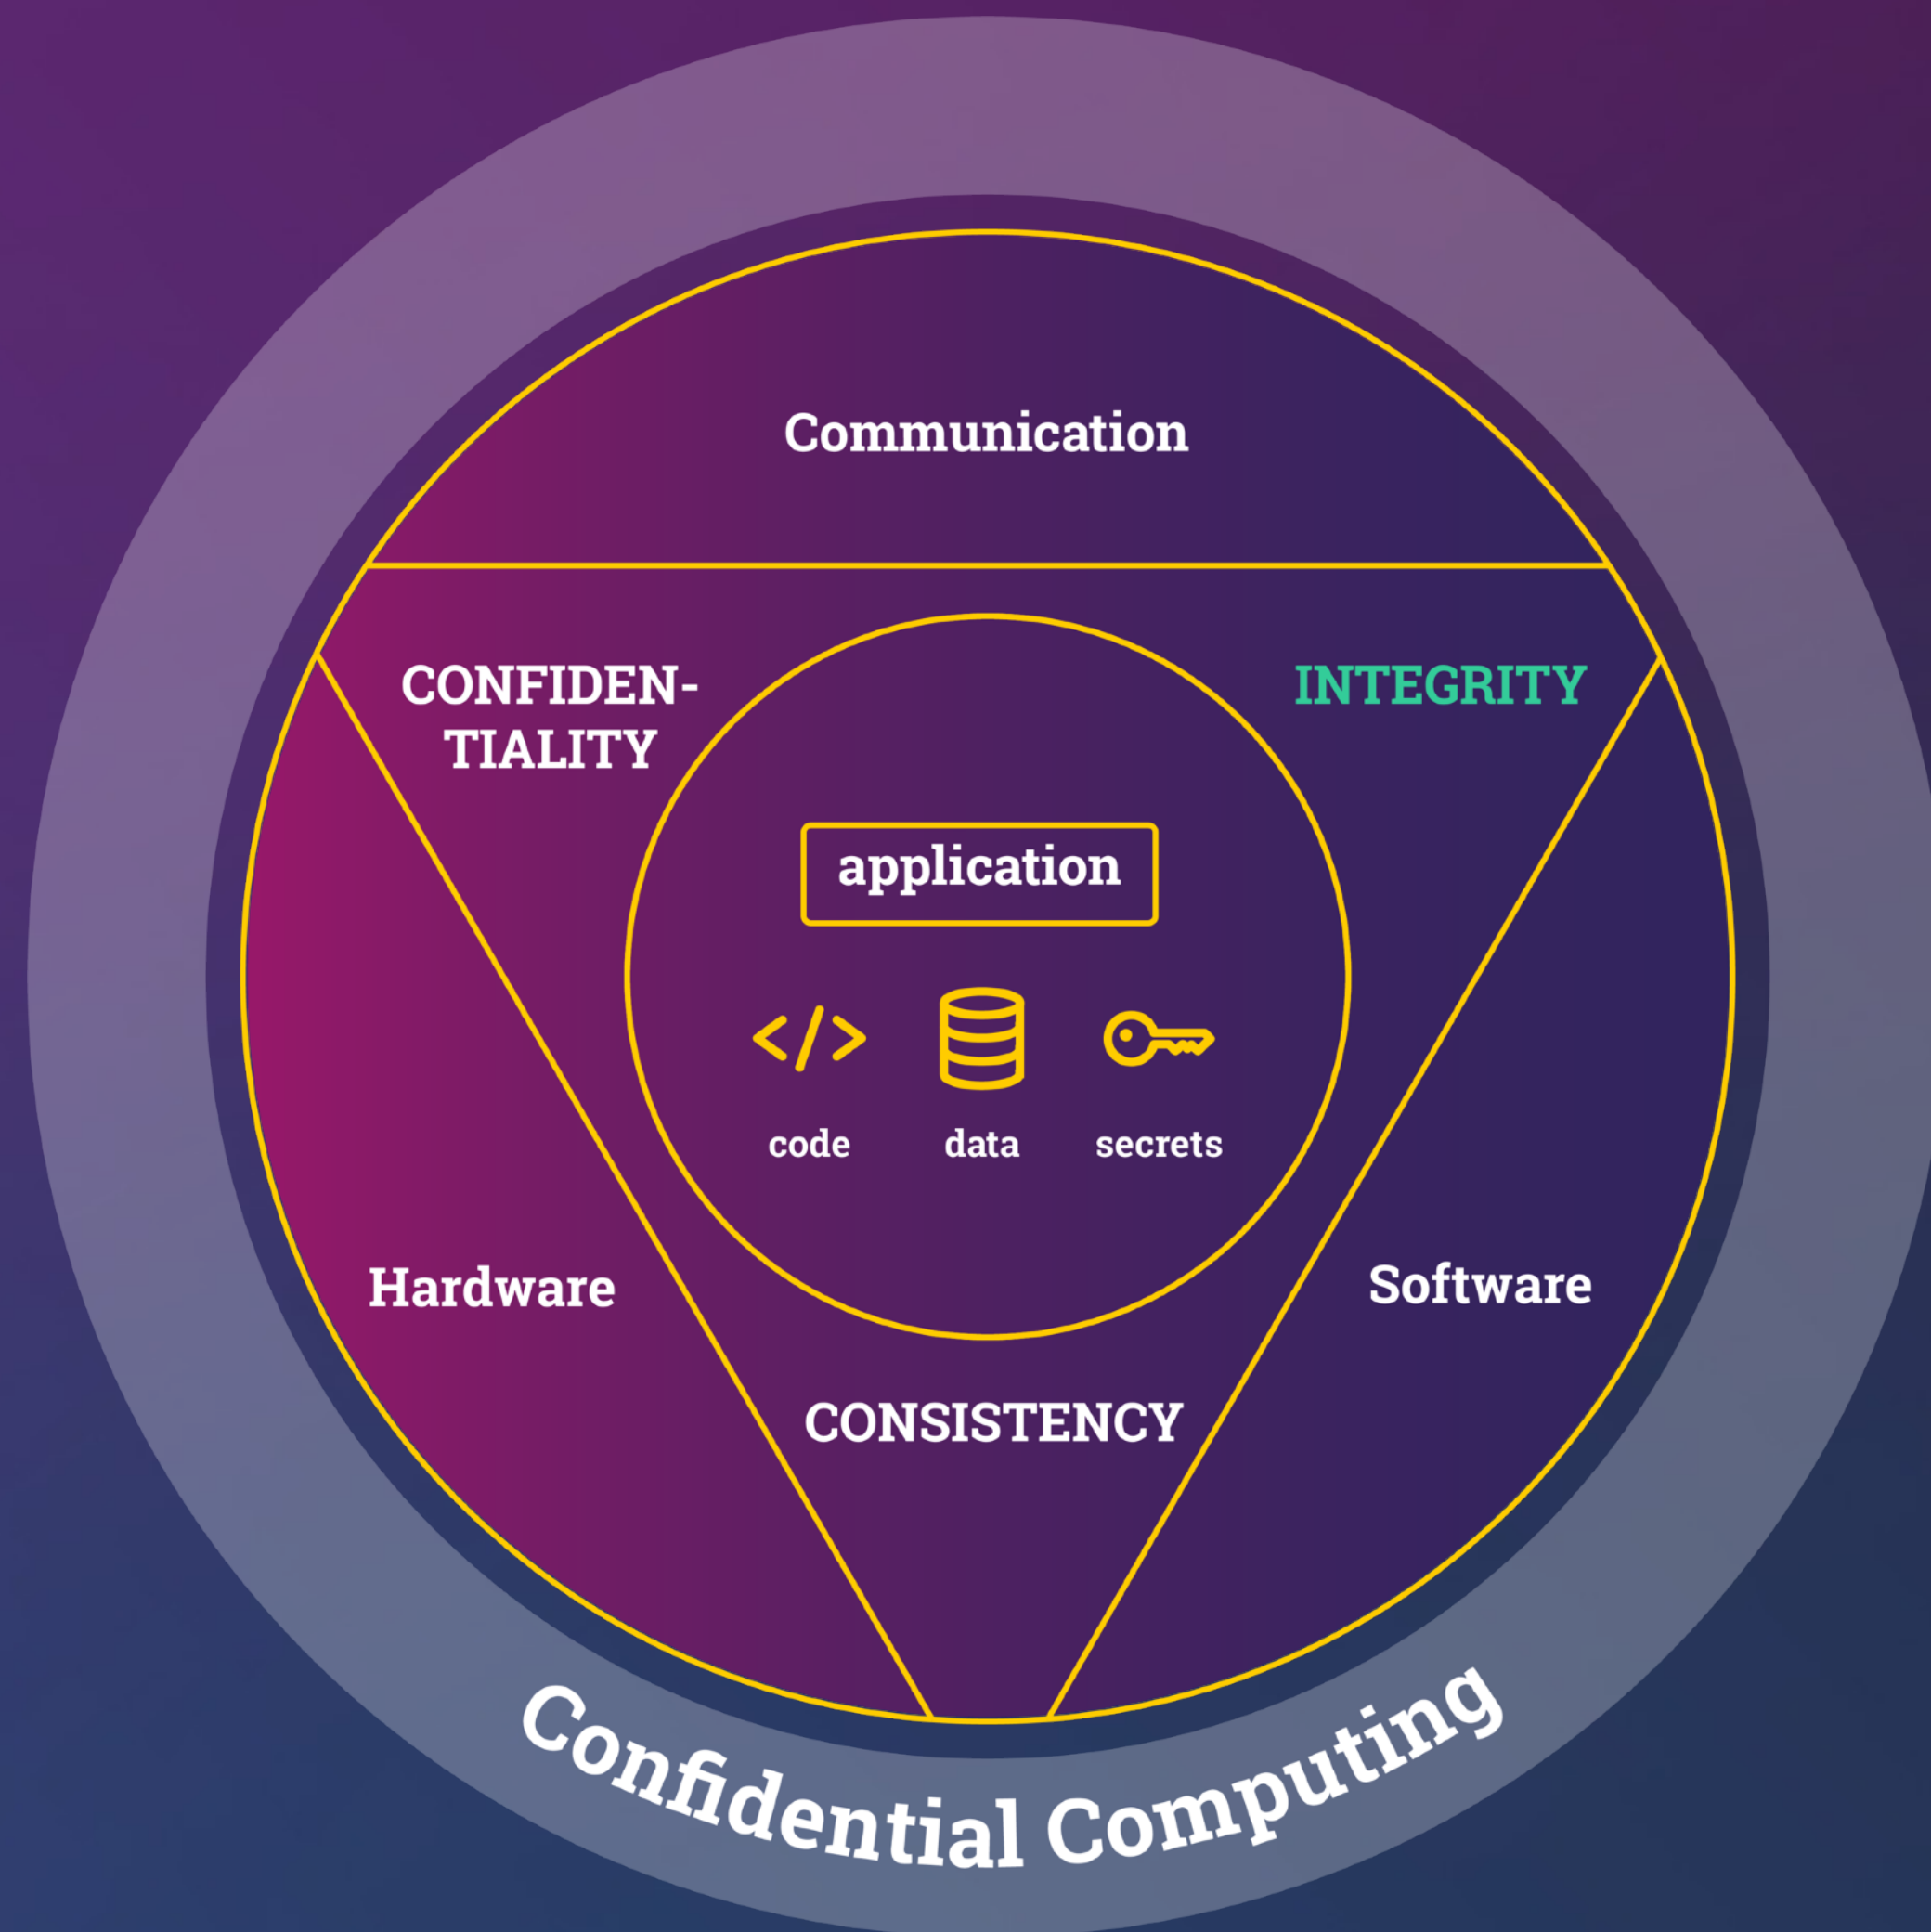 Communication
CONFIDEN-
TIALITY
INTEGRITY
application
code data secrets
Hardware
Software
CONSISTENCY
Confidential Computing